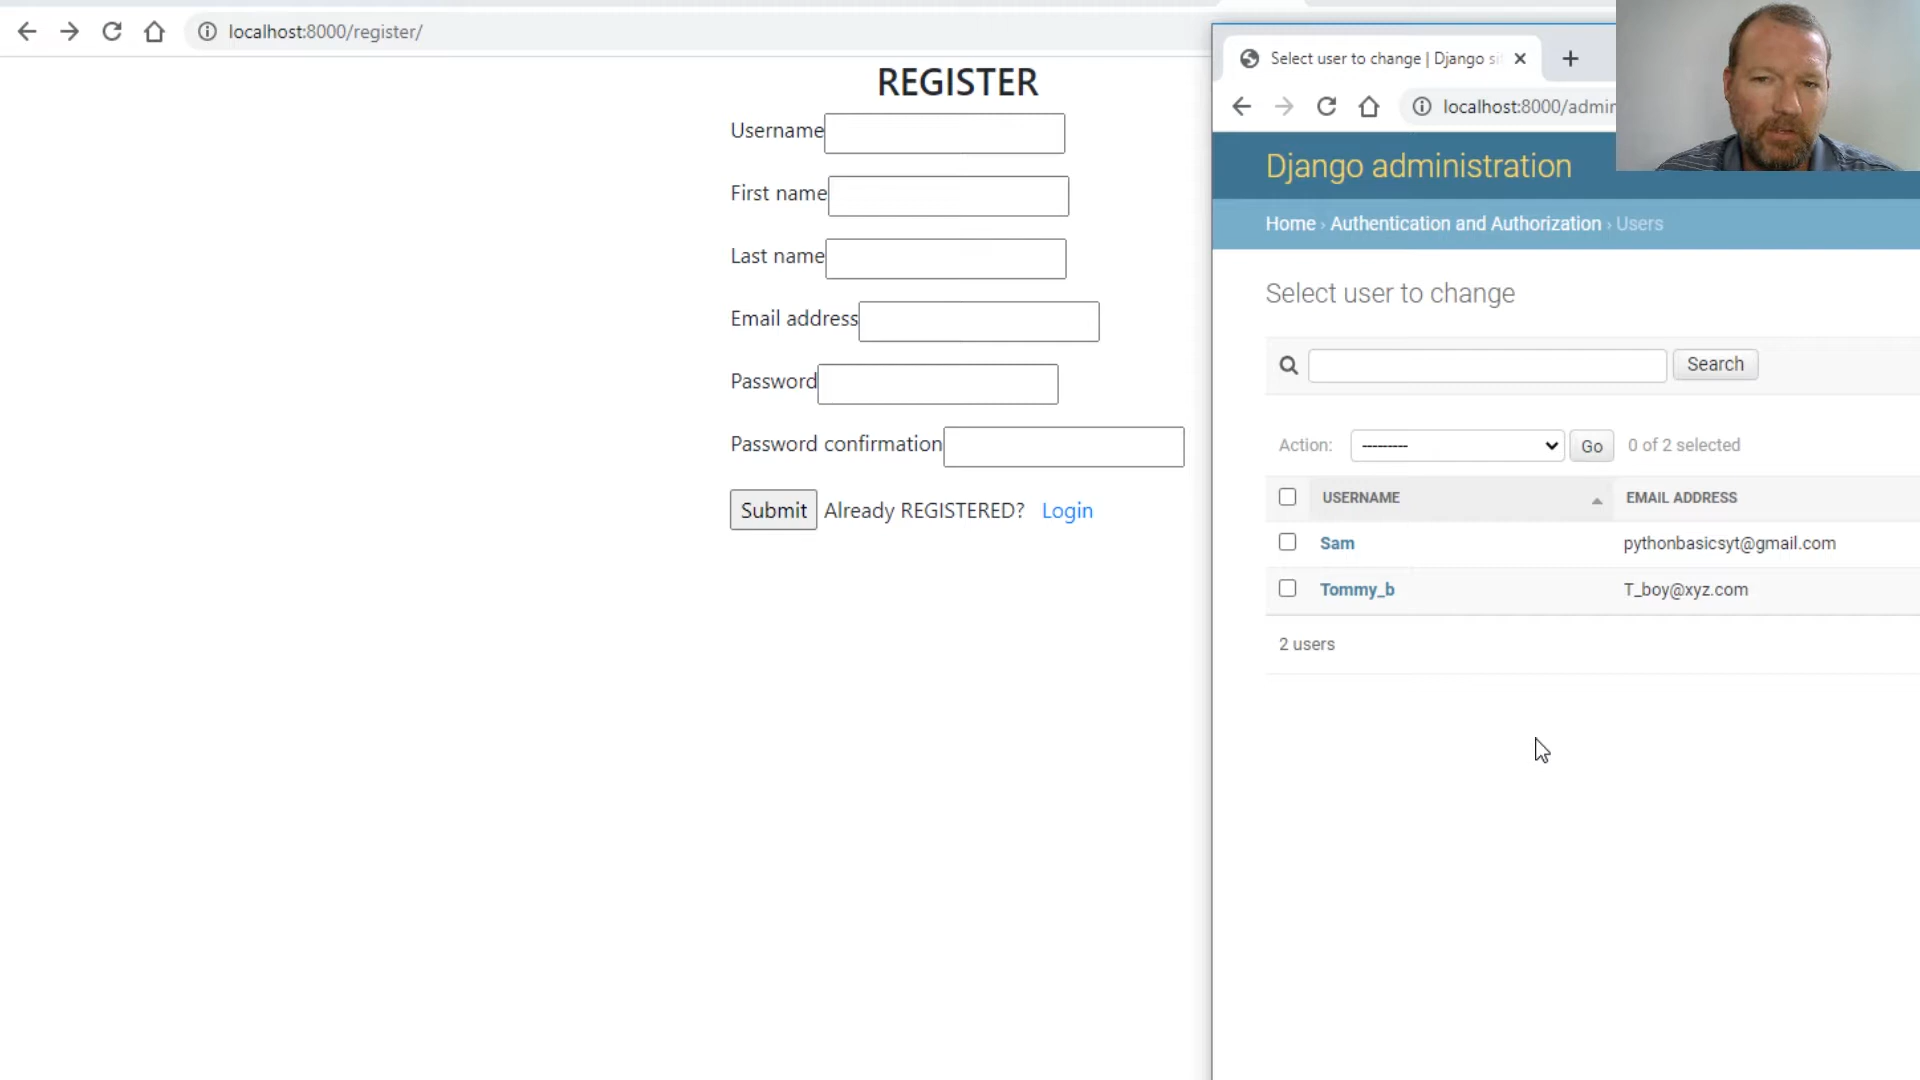 localhost:8000/register/
REGISTER
Username
First name
Last name
Email address
Password
Password confirmation
Submit Already REGISTERED? Login
Select user to change | Django si
localhost:8000/admin
Django administration
Home › Authentication and Authorization › Users
Select user to change
Search
Action: --------- Go 0 of 2 selected
USERNAME EMAIL ADDRESS
Sam pythonbasicsyt@gmail.com
Tommy_b T_boy@xyz.com
2 users